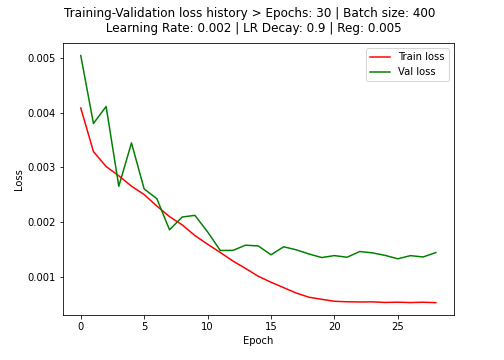 Training-Validation loss history > Epochs: 30 | Batch size: 400
Learning Rate: 0.002 | LR Decay: 0.9 | Reg: 0.005
Train loss
Val loss
0.005
0.004
0.003
0.002
0.001
Loss
0 5 10 15 20 25
Epoch